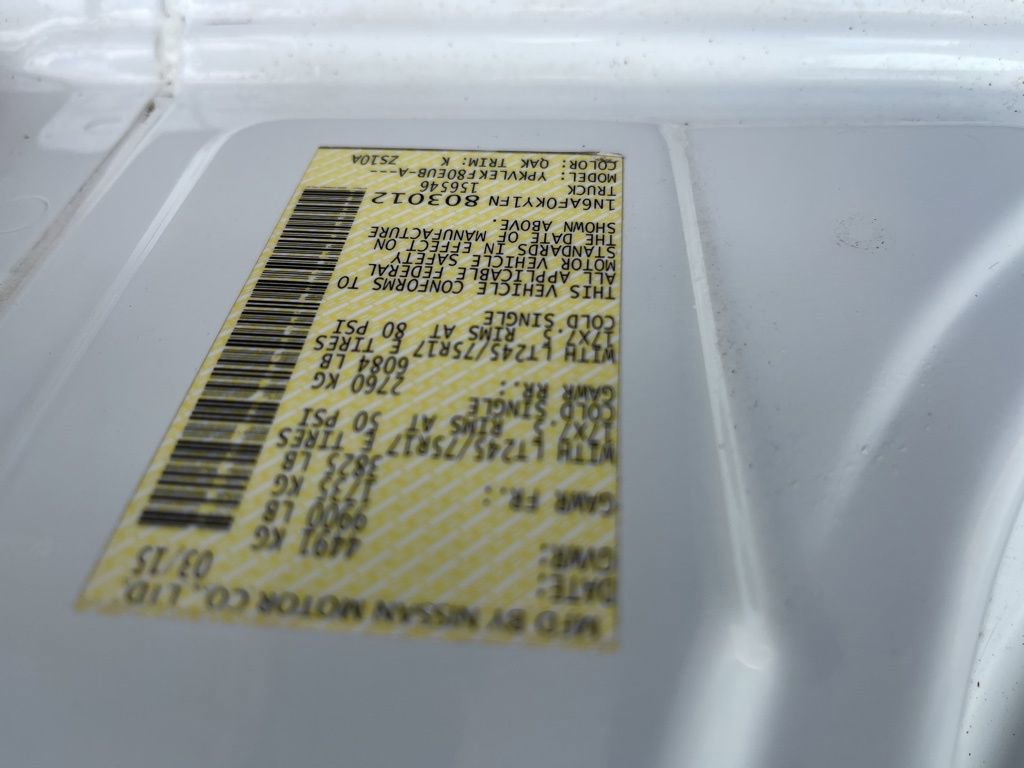 MFD BY NISSAN MOTOR CO., LTD.
DATE: 03/15
GVWR: 4491 KG
9900 LB
GAWR FR.: 1735 KG
3825 LB
WITH LT245/75R17 E TIRES
17X7.5 RIMS AT 50 PSI
COLD SINGLE
GAWR RR.: 2760 KG
6084 LB
WITH LT245/75R17 E TIRES
17X7.5 RIMS AT 80 PSI
COLD SINGLE
THIS VEHICLE CONFORMS TO
ALL APPLICABLE FEDERAL
MOTOR VEHICLE SAFETY
STANDARDS IN EFFECT ON
THE DATE OF MANUFACTURE
SHOWN ABOVE.
1N6AF0KY1FN 803012
TRUCK 156546
MODEL: YPKVLEKF80EUB-A---
COLOR: QAK TRIM: K ZS10A